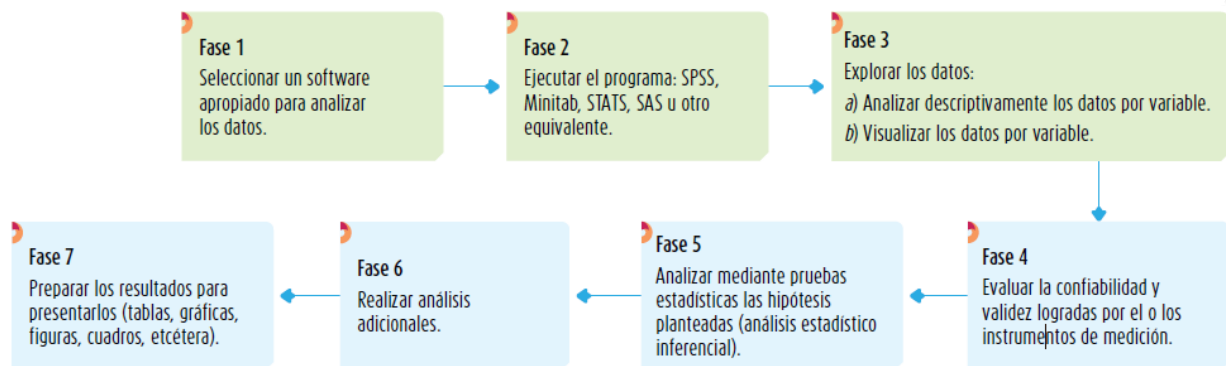 Fase 1
Seleccionar un software
apropiado para analizar
los datos.
Fase 2
Ejecutar el programa: SPSS,
Minitab, STATS, SAS u otro
equivalente.
Fase 3
Explorar los datos:
a) Analizar descriptivamente los datos por variable.
b) Visualizar los datos por variable.
Fase 4
Evaluar la confiabilidad y
validez logradas por el o los
instrumentos de medición.
Fase 5
Analizar mediante pruebas
estadísticas las hipótesis
planteadas (análisis estadístico
inferencial).
Fase 6
Realizar análisis
adicionales.
Fase 7
Preparar los resultados para
presentarlos (tablas, gráficas,
figuras, cuadros, etcétera).